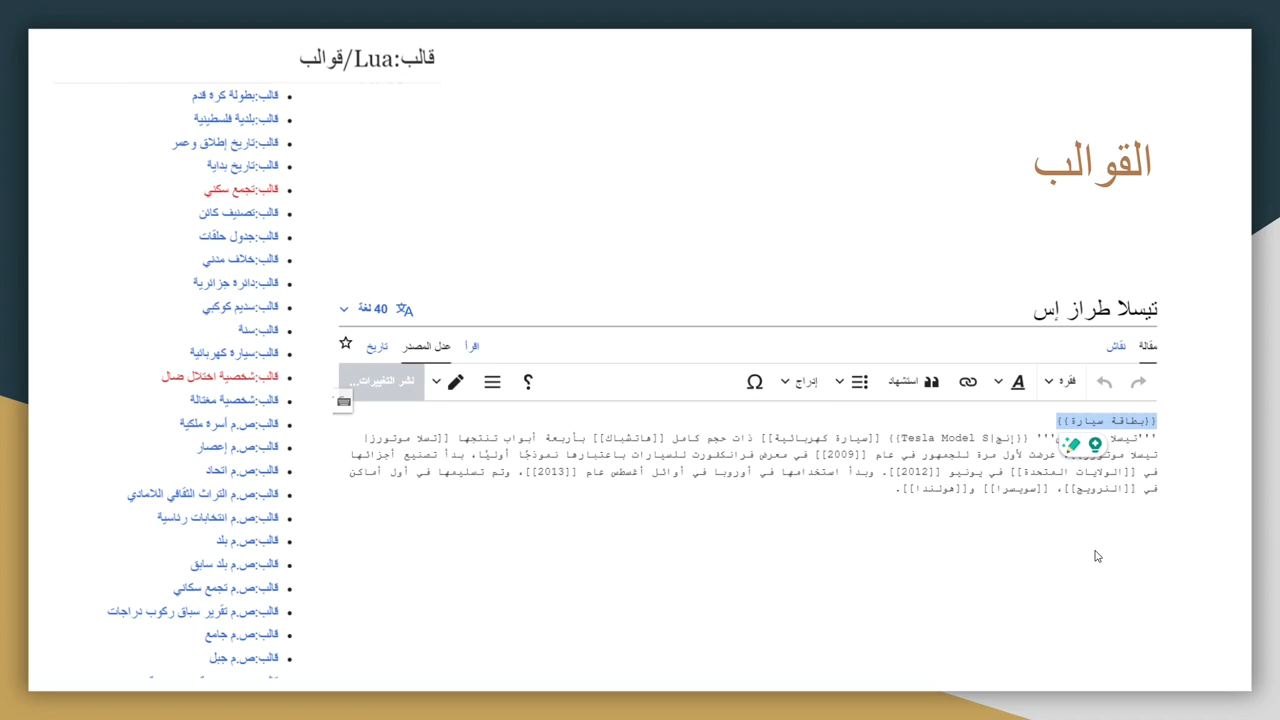 القوالب
قالب:Lua/قوالب
قالب:بطولة كرة قدم
قالب:بلدية فلسطينية
قالب:تاريخ إطلاق وعمر
قالب:تاريخ بداية
قالب:تجمع سكني
قالب:تصنيف كائن
قالب:جدول حلقات
قالب:خلاف مدني
قالب:دائرة جزائرية
قالب:سديم كوكبي
قالب:سنة
قالب:سيارة كهربائية
قالب:شخصية اختلال ضال
قالب:شخصية مغتالة
قالب:ص.م أسرة ملكية
قالب:ص.م إعصار
قالب:ص.م اتحاد
قالب:ص.م التراث الثقافي اللامادي
قالب:ص.م انتخابات رئاسية
قالب:ص.م بلد
قالب:ص.م بلد سابق
قالب:ص.م تجمع سكاني
قالب:ص.م تقرير سباق ركوب دراجات
قالب:ص.م جامع
قالب:ص.م جبل
تيسلا طراز إس
40 لغة
مقالة نقاش
اقرأ عدل المصدر تاريخ
فقرة استشهاد إدراج نشر التغييرات...
{{بطاقة سيارة}}
'''تيسلا ''' {{إنج|Tesla Model S}} [[سيارة كهربائية]] ذات حجم كامل [[هاتشباك]] بأربعة أبواب تنتجها [[تسلا موتورز|
تيسلا موتورز]]، عرضت لأول مرة للجمهور في عام [[2009]] في معرض فرانكفورت للسيارات باعتبارها نموذجًا أوليًا، بدأ تصنيع أجزائها
في [[الولايات المتحدة]] في يونيو [[2012]]. وبدأ استخدامها في أوروبا في أوائل أغسطس عام [[2013]]، وتم تصليعها في أول أماكن
في [[النرويج]]، [[سويسرا]] و[[هولندا]].